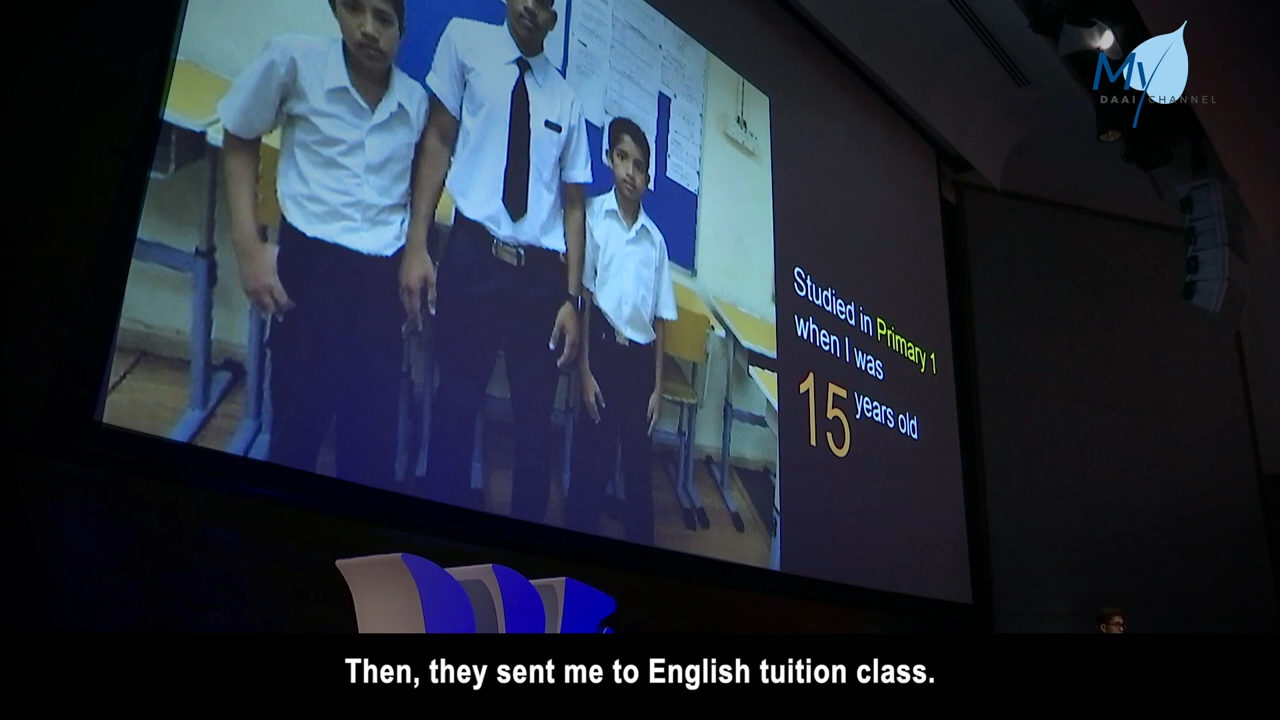 My
DAAI CHANNEL
Studied in Primary 1
when I was
15 years old
Then, they sent me to English tuition class.